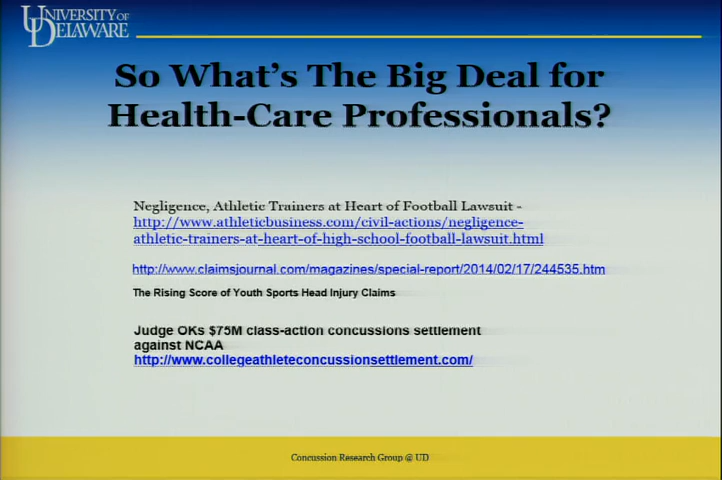 UNIVERSITY OF
DELAWARE
So What's The Big Deal for
Health-Care Professionals?
Negligence, Athletic Trainers at Heart of Football Lawsuit -
http://www.athleticbusiness.com/civil-actions/negligence-
athletic-trainers-at-heart-of-high-school-football-lawsuit.html
http://www.claimsjournal.com/magazines/special-report/2014/02/17/244535.htm
The Rising Score of Youth Sports Head Injury Claims
Judge OKs $75M class-action concussions settlement
against NCAA
http://www.collegeathleteconcussionsettlement.com/
Concussion Research Group @ UD